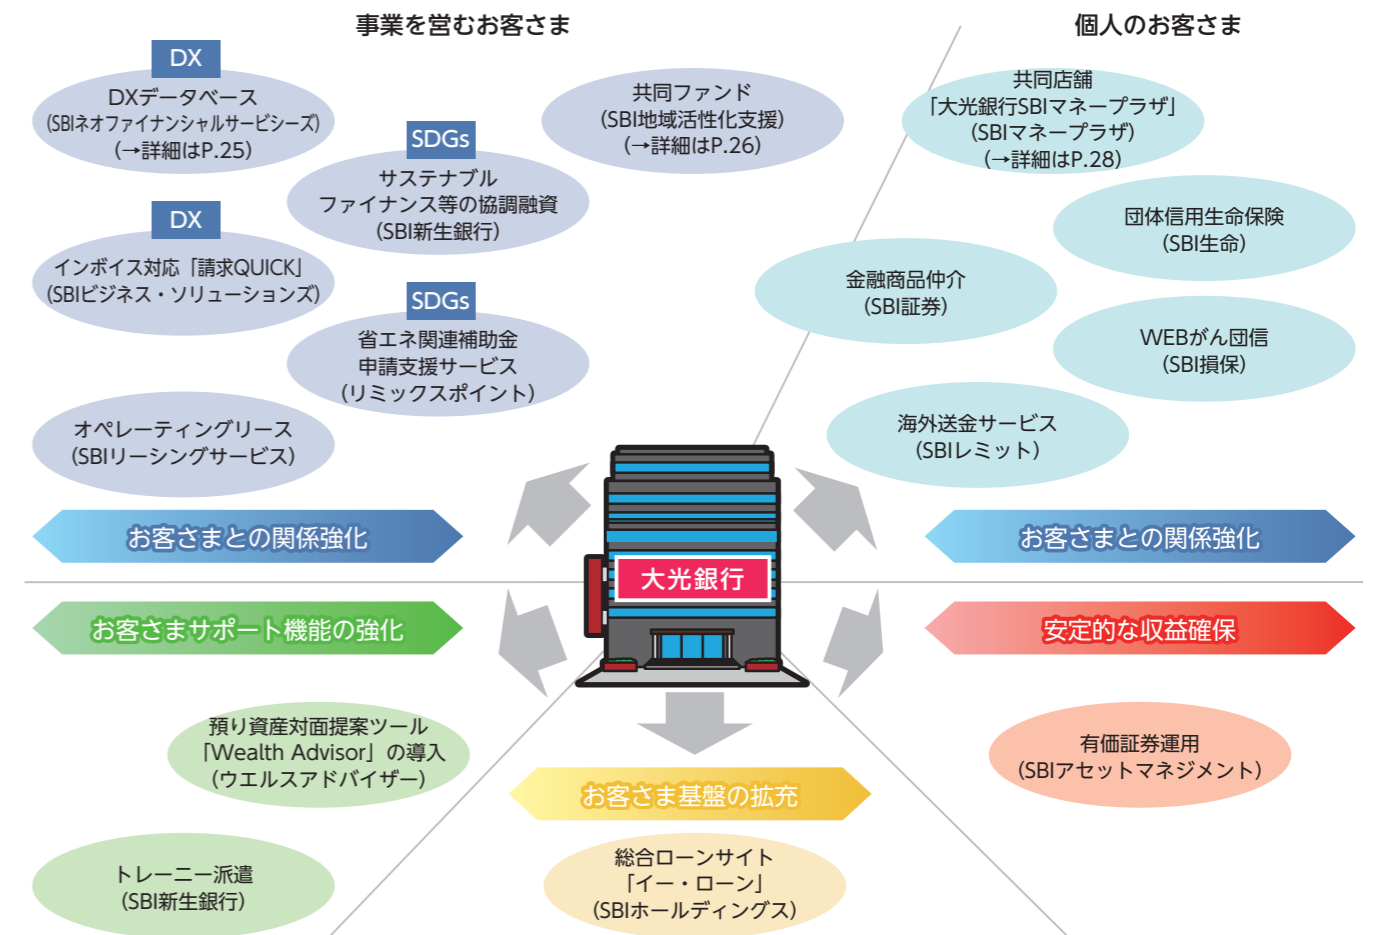 事業を営むお客さま
DX
DXデータベース
(SBIネオファイナンシャルサービシーズ)
(→詳細はP.25)
SDGs
サステナブル
ファイナンス等の協調融資
(SBI新生銀行)
共同ファンド
(SBI地域活性化支援)
(→詳細はP.26)
DX
インボイス対応「請求QUICK」
(SBIビジネス・ソリューションズ)
SDGs
省エネ関連補助金
申請支援サービス
(リミックスポイント)
オペレーティングリース
(SBIリーシングサービス)
お客さまとの関係強化
個人のお客さま
共同店舗
「大光銀行SBIマネープラザ」
(SBIマネープラザ)
(→詳細はP.28)
団体信用生命保険
(SBI生命)
金融商品仲介
(SBI証券)
WEBがん団信
(SBI損保)
海外送金サービス
(SBIレミット)
お客さまとの関係強化
大光銀行
お客さまサポート機能の強化
預り資産対面提案ツール
「Wealth Advisor」の導入
(ウエルスアドバイザー)
トレーニー派遣
(SBI新生銀行)
お客さま基盤の拡充
総合ローンサイト
「イー・ローン」
(SBIホールディングス)
安定的な収益確保
有価証券運用
(SBIアセットマネジメント)